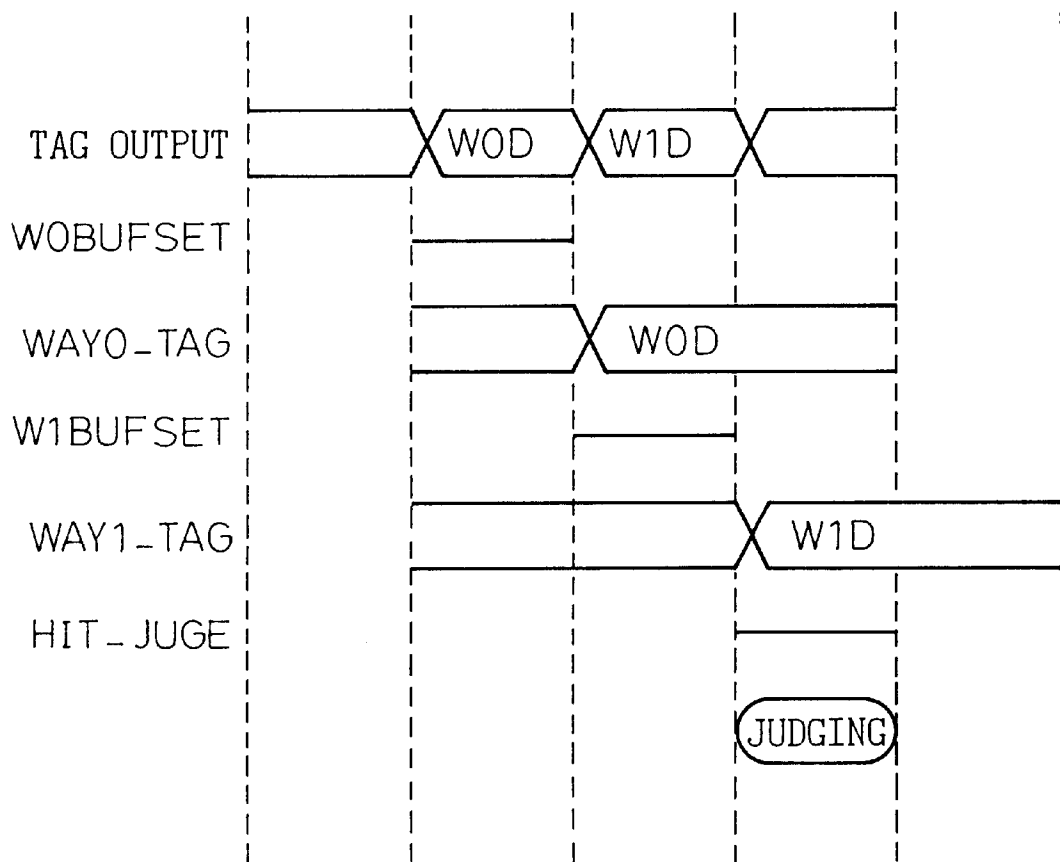 TAG OUTPUT W0D W1D
W0BUFSET
WAY0_TAG W0D
W1BUFSET
WAY1_TAG W1D
HIT_JUGE
JUDGING